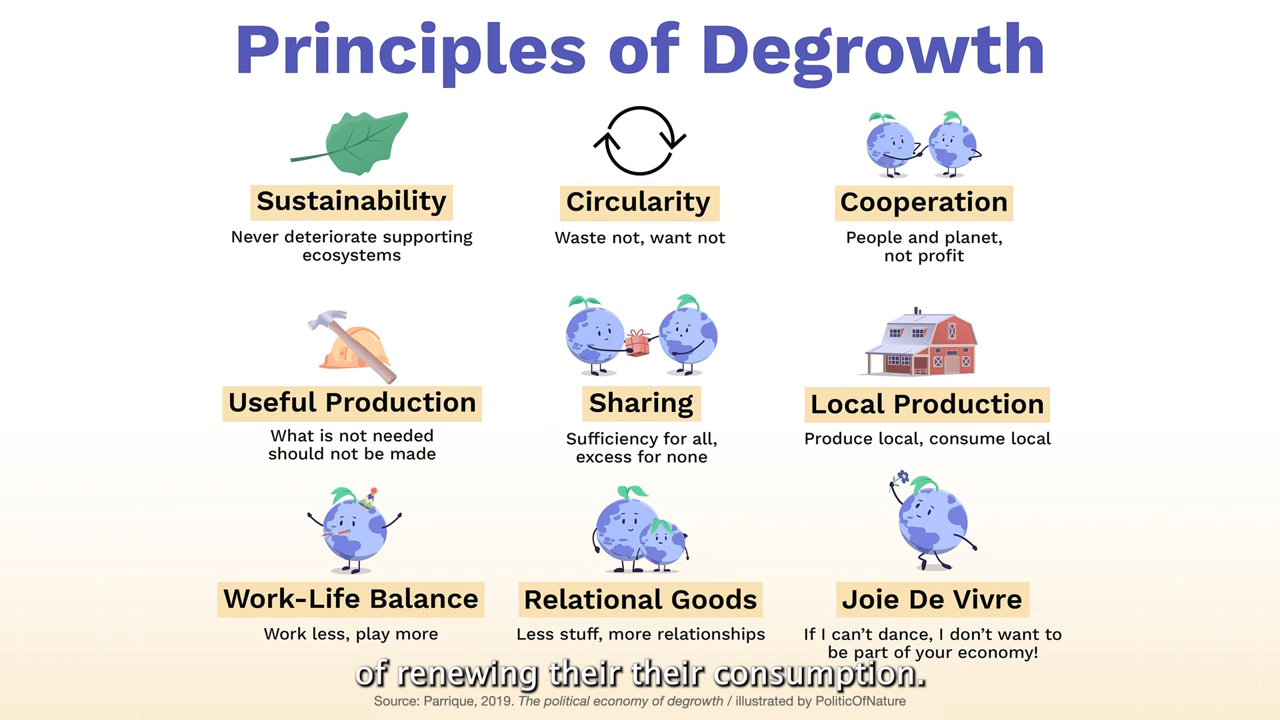 Principles of Degrowth
Sustainability
Never deteriorate supporting
ecosystems
Circularity
Waste not, want not
Cooperation
People and planet,
not profit
Useful Production
What is not needed
should not be made
Sharing
Sufficiency for all,
excess for none
Local Production
Produce local, consume local
Work-Life Balance
Work less, play more
Relational Goods
Less stuff, more relationships
Joie De Vivre
If I can't dance, I don't want to
be part of your economy!
of renewing their their consumption.
Source: Parrique, 2019. The political economy of degrowth / illustrated by PoliticOfNature